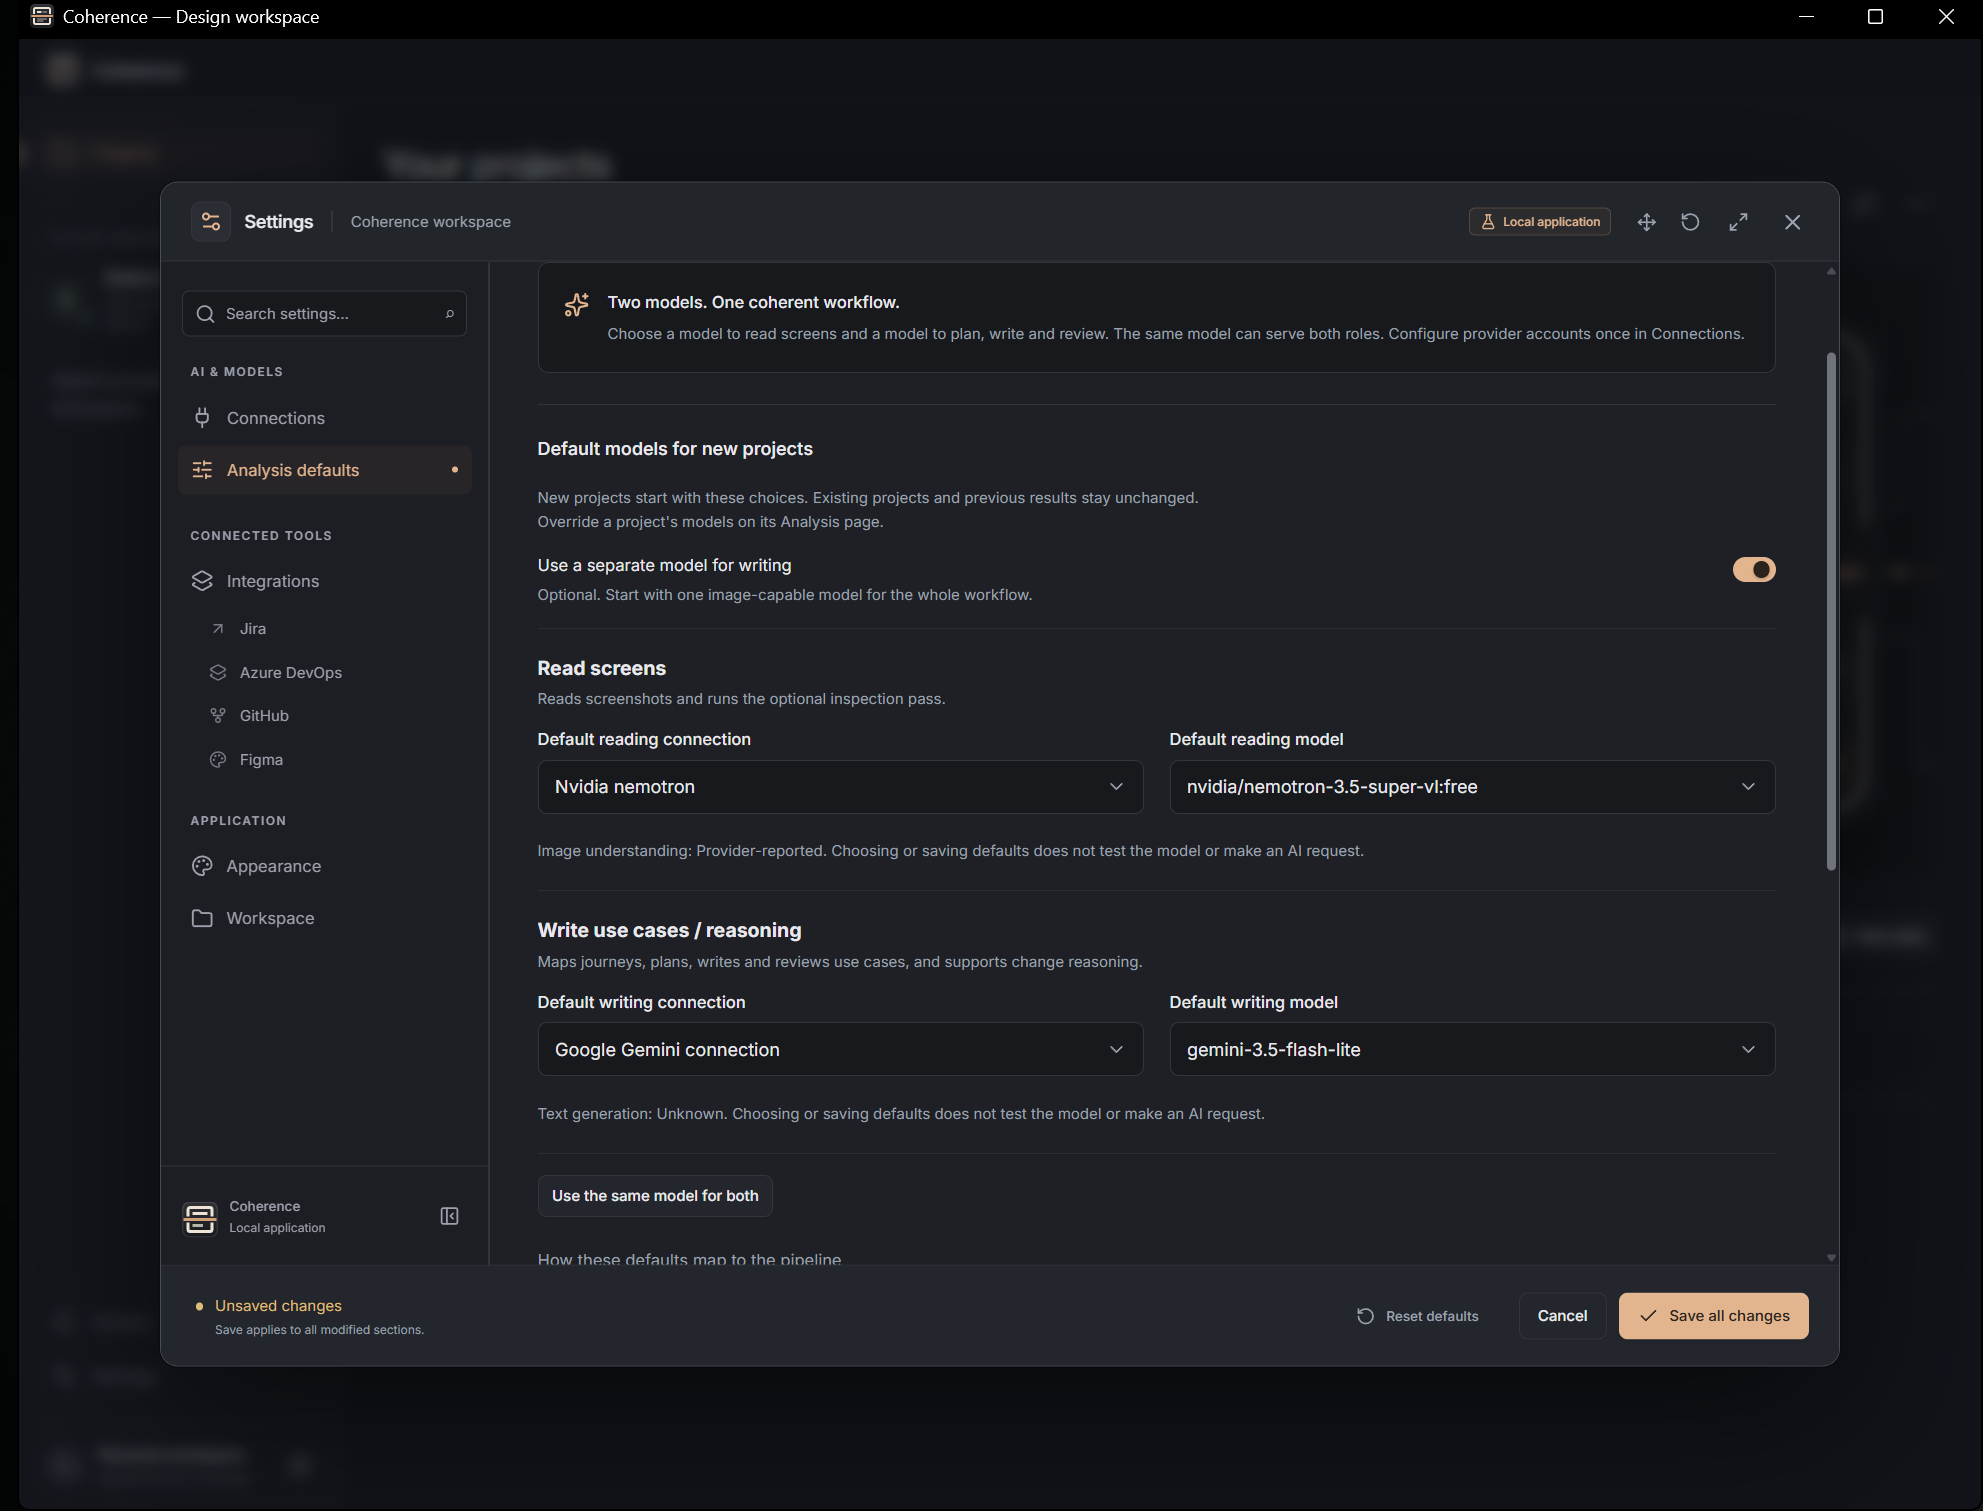 Coherence — Design workspace
Your projects
Settings
Coherence workspace
Local application
Search settings...
AI & MODELS
Connections
Analysis defaults
CONNECTED TOOLS
Integrations
Jira
Azure DevOps
GitHub
Figma
APPLICATION
Appearance
Workspace
Coherence
Local application
Two models. One coherent workflow.
Choose a model to read screens and a model to plan, write and review. The same model can serve both roles. Configure provider accounts once in Connections.
Default models for new projects
New projects start with these choices. Existing projects and previous results stay unchanged.
Override a project's models on its Analysis page.
Use a separate model for writing
Optional. Start with one image-capable model for the whole workflow.
Read screens
Reads screenshots and runs the optional inspection pass.
Default reading connection
Default reading model
Nvidia nemotron
nvidia/nemotron-3.5-super-vl:free
Image understanding: Provider-reported. Choosing or saving defaults does not test the model or make an AI request.
Write use cases / reasoning
Maps journeys, plans, writes and reviews use cases, and supports change reasoning.
Default writing connection
Default writing model
Google Gemini connection
gemini-3.5-flash-lite
Text generation: Unknown. Choosing or saving defaults does not test the model or make an AI request.
Use the same model for both
How these defaults map to the pipeline
Unsaved changes
Save applies to all modified sections.
Reset defaults
Cancel
Save all changes